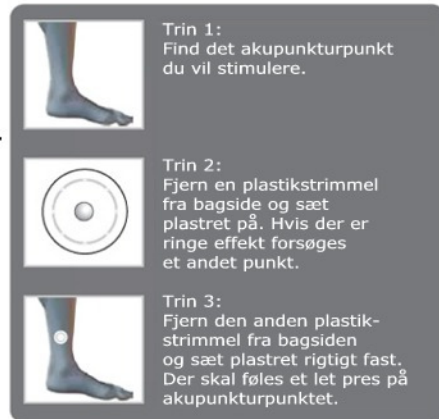 Trin 1:
Find det akupunkturpunkt
du vil stimulere.
Trin 2:
Fjern en plastikstrimmel
fra bagside og sæt
plastret på. Hvis der er
ringe effekt forsøges
et andet punkt.
Trin 3:
Fjern den anden plastik-
strimmel fra bagsiden
og sæt plastret rigtigt fast.
Der skal føles et let pres på
akupunkturpunktet.